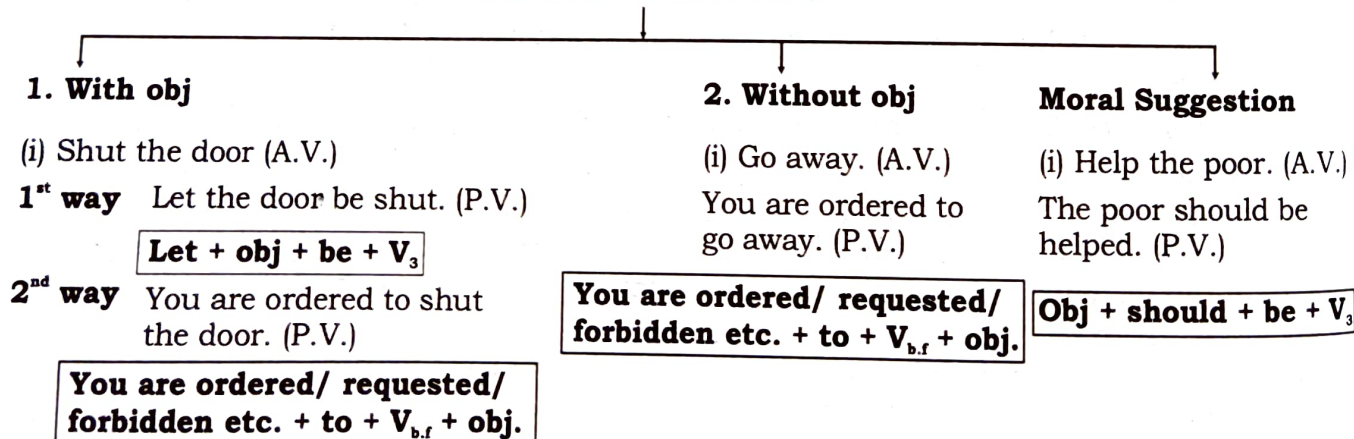 1. With obj
(i) Shut the door (A.V.)
1st way Let the door be shut. (P.V.)
Let + obj + be + V3
2nd way You are ordered to shut
the door. (P.V.)
You are ordered/ requested/
forbidden etc. + to + Vb.f + obj.
2. Without obj
(i) Go away. (A.V.)
You are ordered to
go away. (P.V.)
You are ordered/ requested/
forbidden etc. + to + Vb.f + obj.
Moral Suggestion
(i) Help the poor. (A.V.)
The poor should be
helped. (P.V.)
Obj + should + be + V3